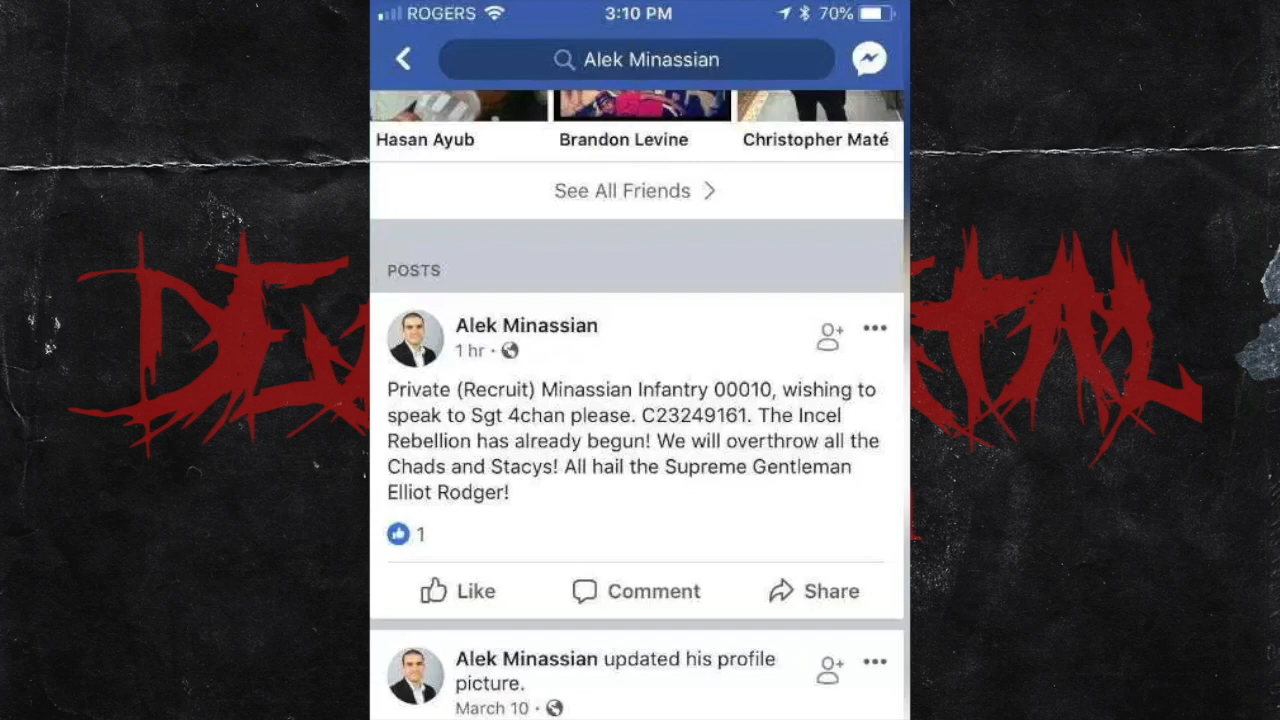 ROGERS 3:10 PM 70%
Alek Minassian
Hasan Ayub Brandon Levine Christopher Maté
See All Friends
POSTS
Alek Minassian
1 hr ·
Private (Recruit) Minassian Infantry 00010, wishing to
speak to Sgt 4chan please. C23249161. The Incel
Rebellion has already begun! We will overthrow all the
Chads and Stacys! All hail the Supreme Gentleman
Elliot Rodger!
1
Like Comment Share
Alek Minassian updated his profile
picture.
March 10 ·